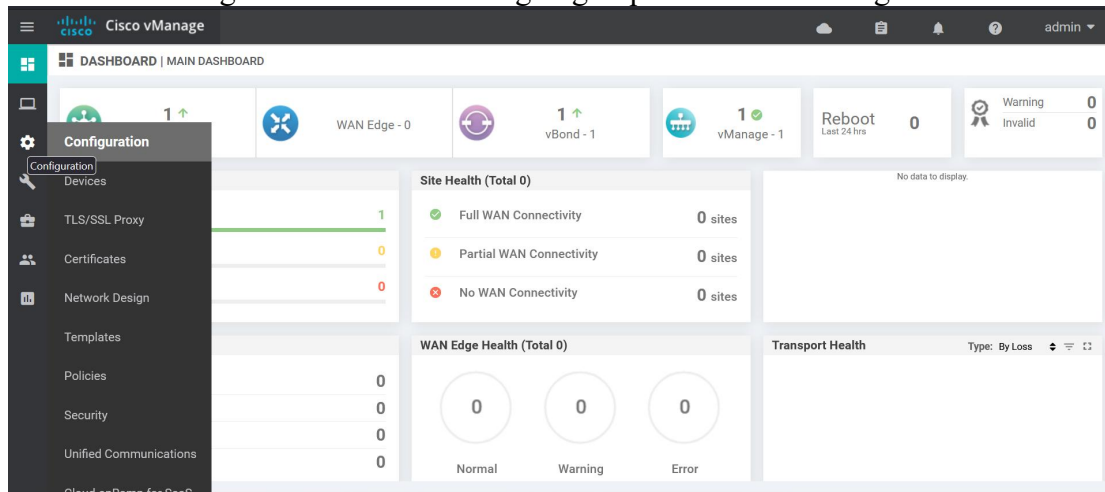 Cisco vManage
cisco
admin
DASHBOARD | MAIN DASHBOARD
1
WAN Edge - 0
1
vBond - 1
1
vManage - 1
Reboot
Last 24 hrs
0
Warning 0
Invalid 0
Configuration
Configuration
Devices
TLS/SSL Proxy
Certificates
Network Design
Templates
Policies
Security
Unified Communications
1
0
0
Site Health (Total 0)
Full WAN Connectivity 0 sites
Partial WAN Connectivity 0 sites
No WAN Connectivity 0 sites
No data to display.
0
0
0
0
WAN Edge Health (Total 0)
0 0 0
Normal Warning Error
Transport Health Type: By Loss